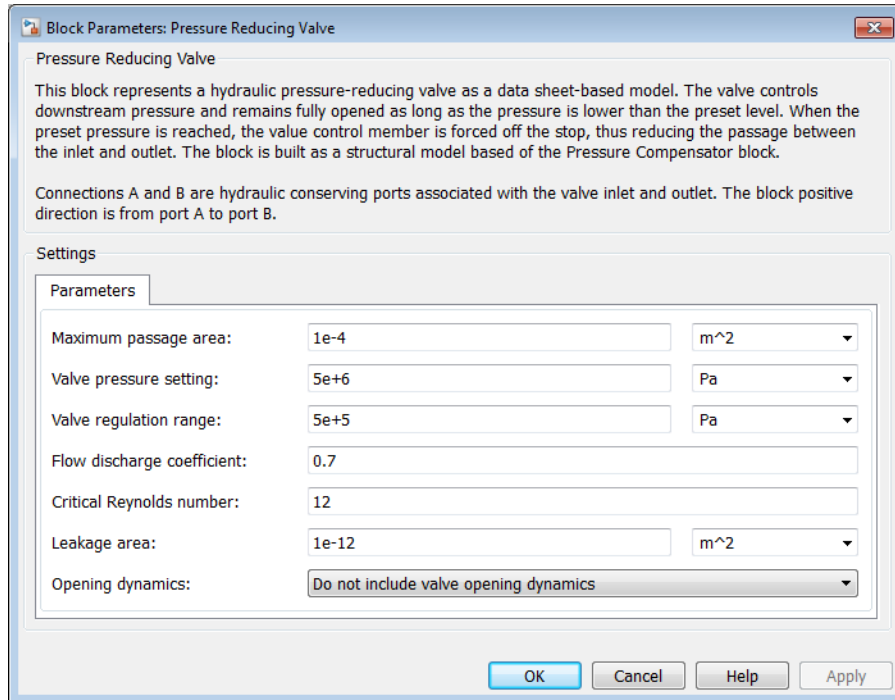 Block Parameters: Pressure Reducing Valve
Pressure Reducing Valve
This block represents a hydraulic pressure-reducing valve as a data sheet-based model. The valve controls
downstream pressure and remains fully opened as long as the pressure is lower than the preset level. When the
preset pressure is reached, the value control member is forced off the stop, thus reducing the passage between
the inlet and outlet. The block is built as a structural model based of the Pressure Compensator block.
Connections A and B are hydraulic conserving ports associated with the valve inlet and outlet. The block positive
direction is from port A to port B.
Settings
Parameters
Maximum passage area: 1e-4 m^2
Valve pressure setting: 5e+6 Pa
Valve regulation range: 5e+5 Pa
Flow discharge coefficient: 0.7
Critical Reynolds number: 12
Leakage area: 1e-12 m^2
Opening dynamics: Do not include valve opening dynamics
OK Cancel Help Apply